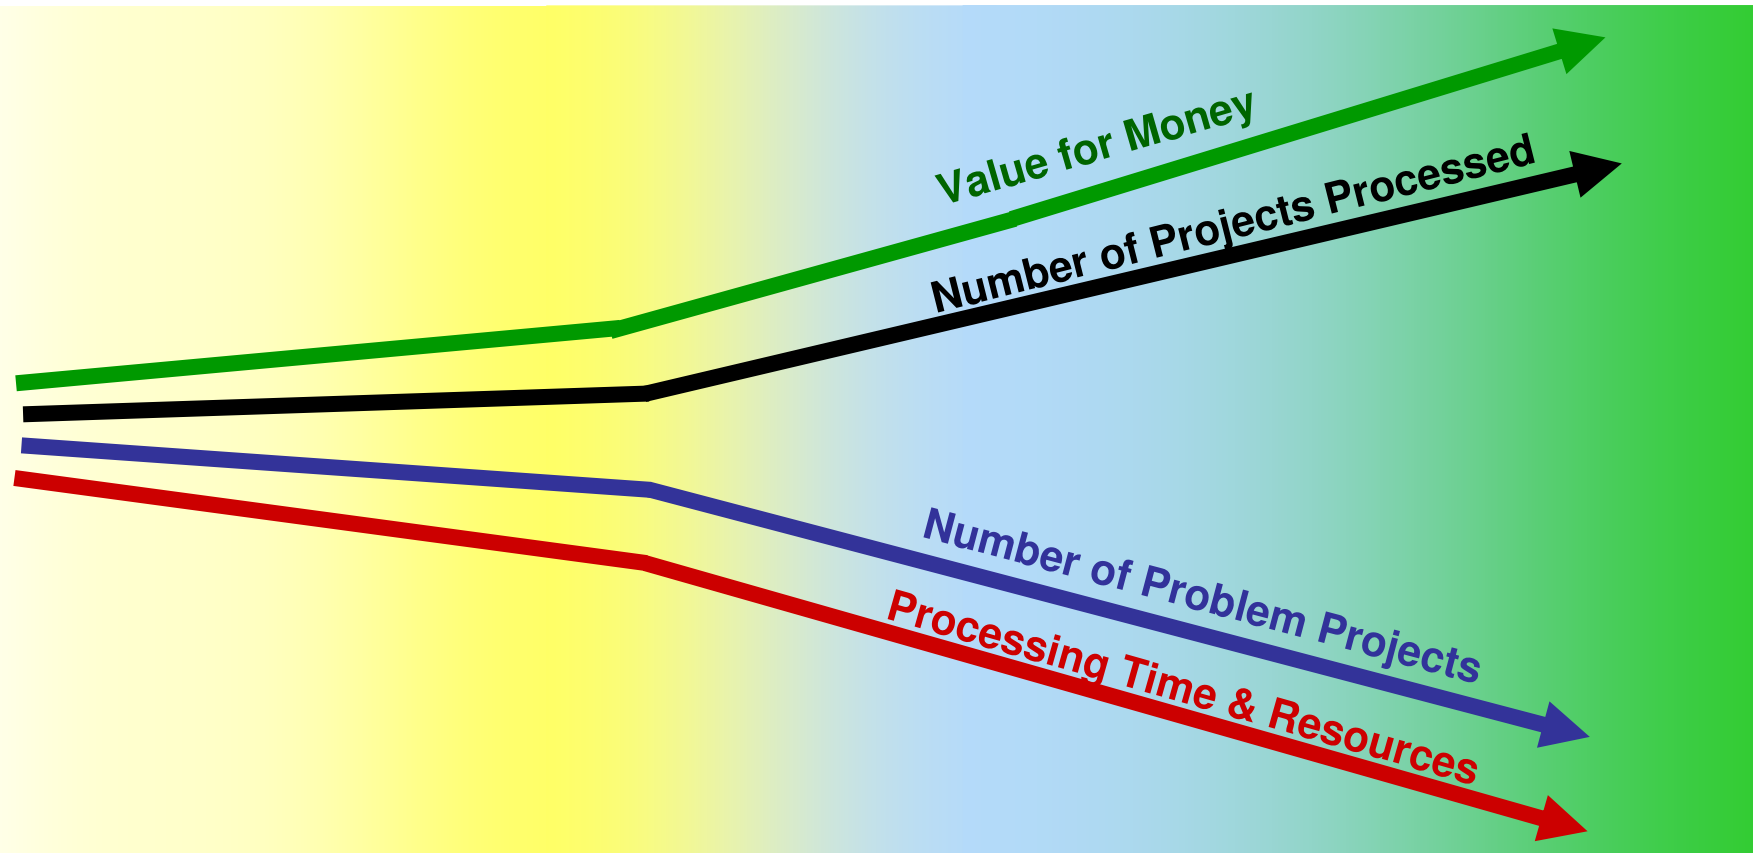 Value for Money
Number of Projects Processed
Number of Problem Projects
Processing Time & Resources